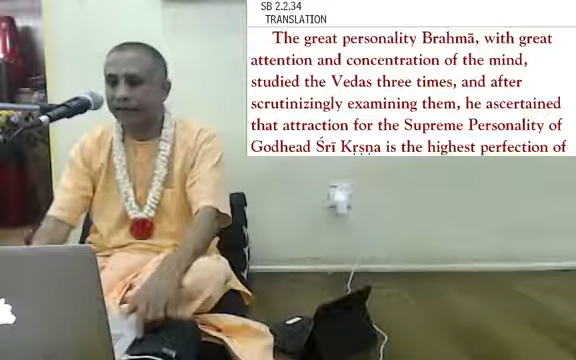 SB 2.2.34
TRANSLATION
The great personality Brahmā, with great
attention and concentration of the mind,
studied the Vedas three times, and after
scrutinizingly examining them, he ascertained
that attraction for the Supreme Personality of
Godhead Śrī Kṛṣṇa is the highest perfection of